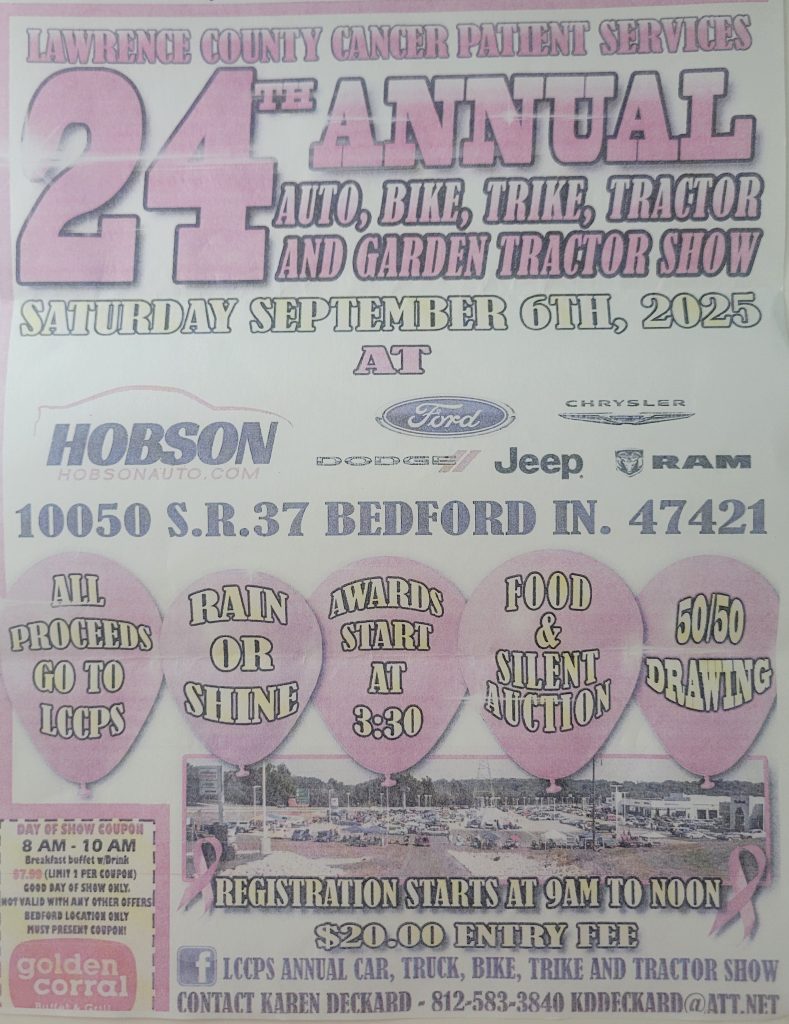 LAWRENCE COUNTY CANCER PATIENT SERVICES
24TH ANNUAL
AUTO, BIKE, TRIKE, TRACTOR
AND GARDEN TRACTOR SHOW
SATURDAY SEPTEMBER 6TH, 2025
AT
HOBSON
HOBSONAUTO.COM
Ford
CHRYSLER
DODGE
Jeep
RAM
10050 S.R.37 BEDFORD IN. 47421
ALL
PROCEEDS
GO TO
LCCPS
RAIN
OR
SHINE
AWARDS
START
AT
3:30
FOOD
&
SILENT
AUCTION
50/50
DRAWING
DAY OF SHOW COUPON
8 AM - 10 AM
Breakfast buffet w/Drink
$7.99 (LIMIT 2 PER COUPON)
GOOD DAY OF SHOW ONLY.
NOT VALID WITH ANY OTHER OFFERS
BEDFORD LOCATION ONLY
MUST PRESENT COUPON!
golden
corral
Buffet & Grill
REGISTRATION STARTS AT 9AM TO NOON
$20.00 ENTRY FEE
f LCCPS ANNUAL CAR, TRUCK, BIKE, TRIKE AND TRACTOR SHOW
CONTACT KAREN DECKARD - 812-583-3840 KDDECKARD@ATT.NET